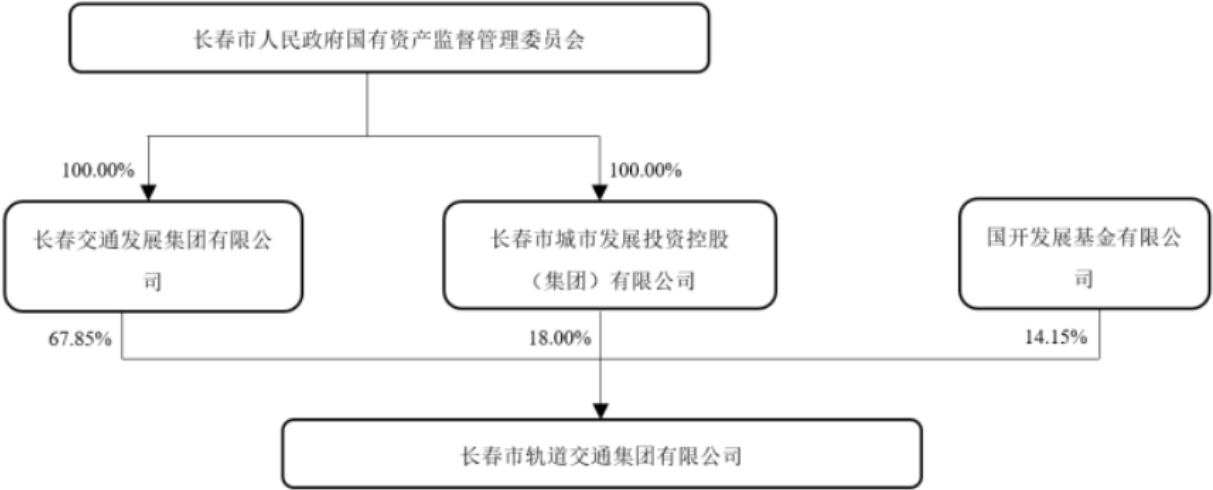 长春市人民政府国有资产监督管理委员会
100.00%
100.00%
长春交通发展集团有限公
司
长春市城市发展投资控股
（集团）有限公司
国开发展基金有限公
司
67.85%
18.00%
14.15%
长春市轨道交通集团有限公司